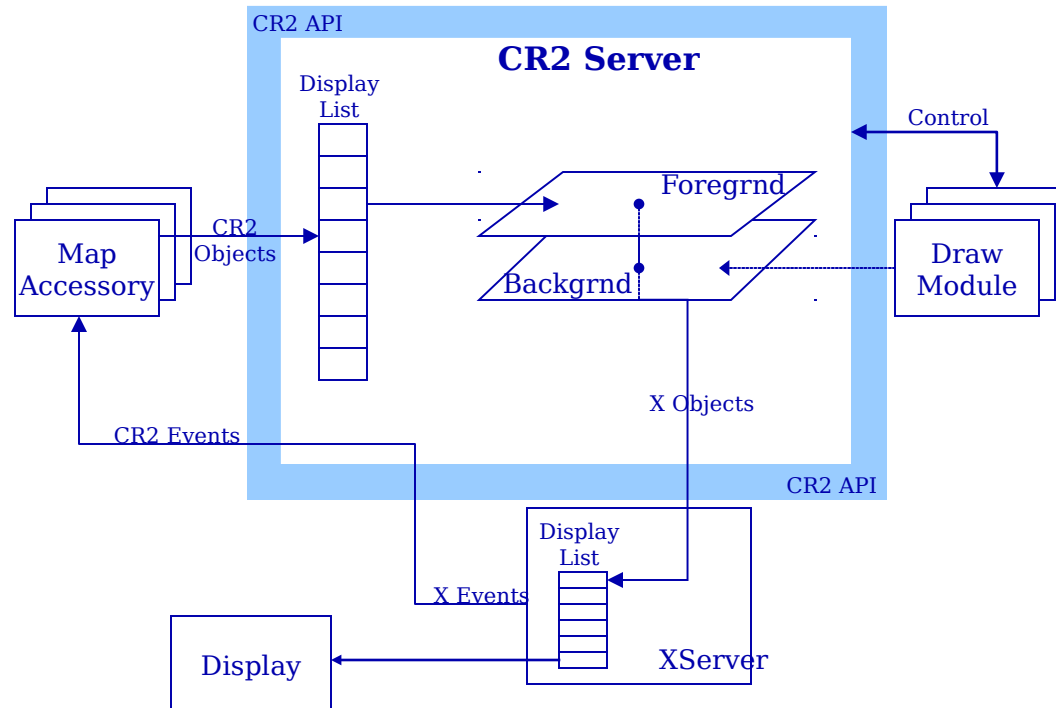 CR2 API
CR2 Server
Display
List
Control
Foregrnd
CR2
Objects
Map
Accessory
Backgrnd
Draw
Module
X Objects
CR2 Events
CR2 API
Display
List
X Events
XServer
Display